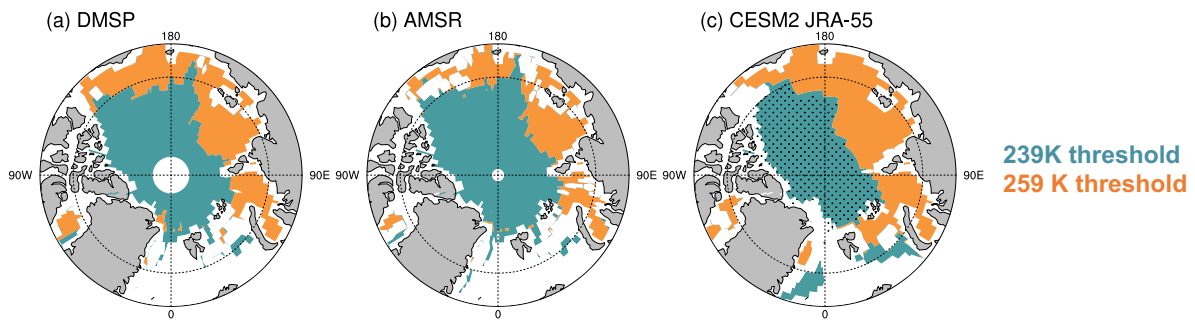 (a) DMSP
(b) AMSR
(c) CESM2 JRA-55
180
180
180
90W
90E
90W
90E
90W
90E
0
0
0
239K threshold
259 K threshold